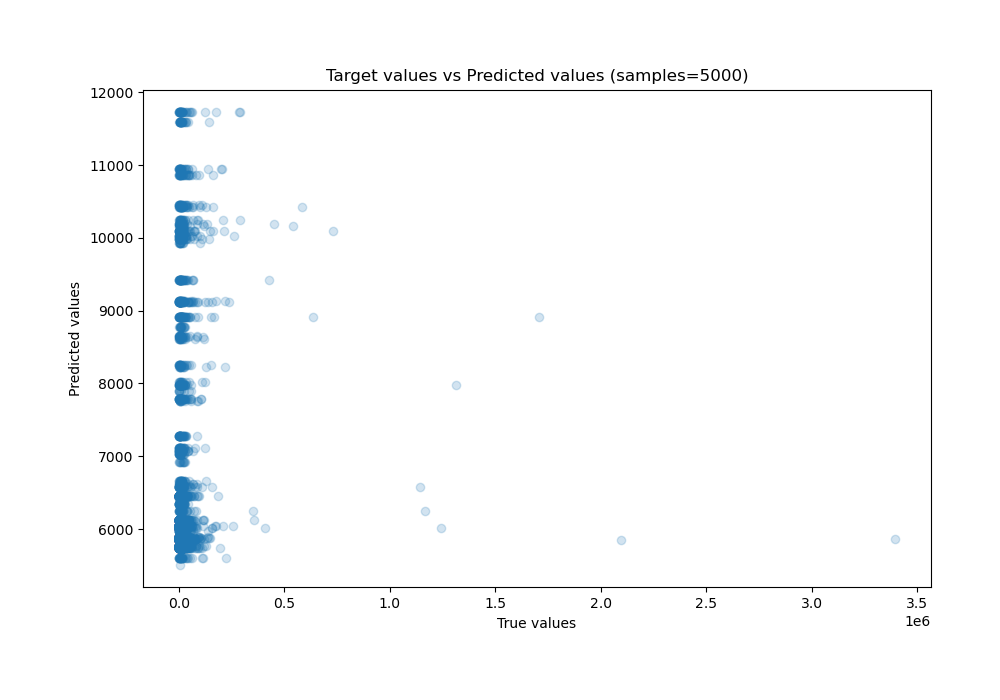 Target values vs Predicted values (samples=5000)
12000
11000
10000
9000
8000
7000
6000
Predicted values
0.0 0.5 1.0 1.5 2.0 2.5 3.0 3.5
1e6
True values